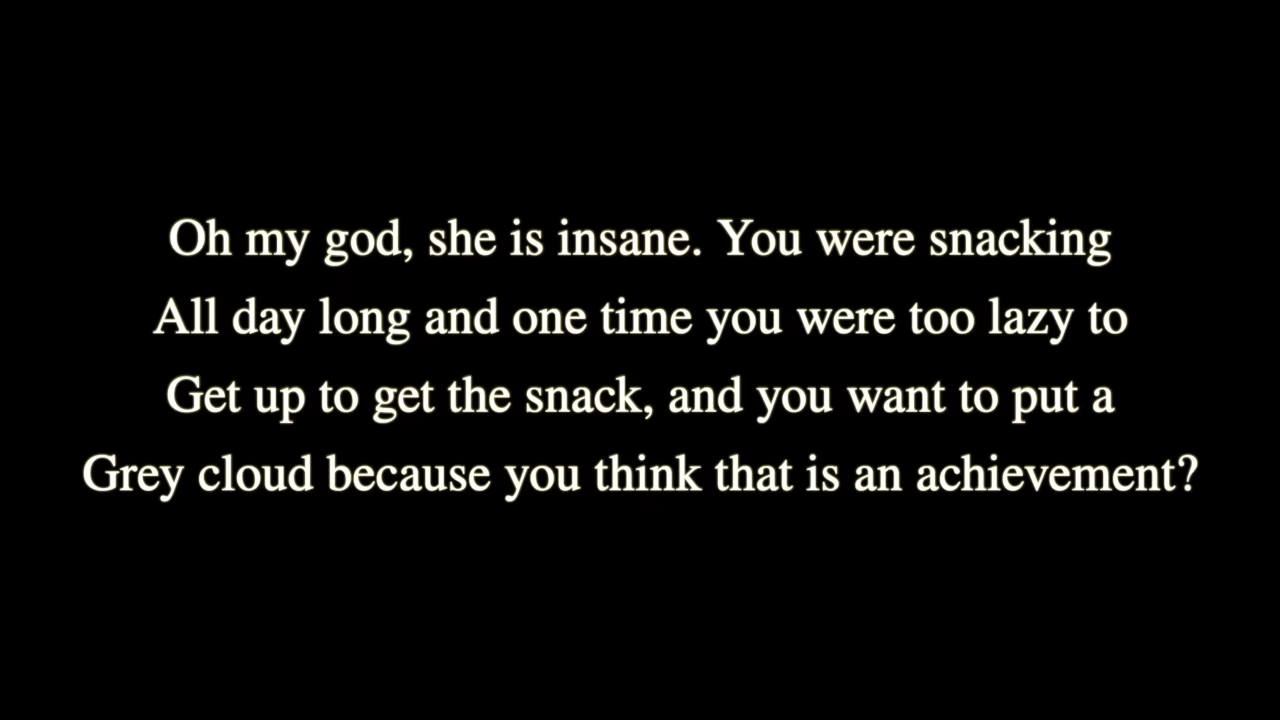 Oh my god, she is insane. You were snacking
All day long and one time you were too lazy to
Get up to get the snack, and you want to put a
Grey cloud because you think that is an achievement?